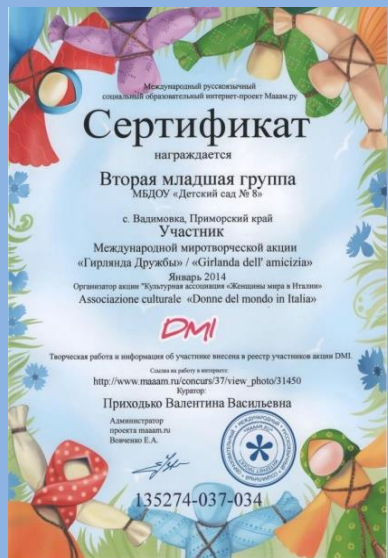 Международный русскоязычный
социальный образовательный интернет-проект Маам.ру
Сертификат
награждается
Вторая младшая группа
МБДОУ «Детский сад № 8»
с. Вадимовка, Приморский край
Участник
Международной миротворческой акции
«Гирлянда Дружбы» / «Girlanda dell' amicizia»
Январь 2014
Организатор акции "Культурная ассоциация «Женщины мира в Италии»
Associazione culturale «Donne del mondo in Italia»
DMI
Творческая работа и информация об участнике внесена в реестр участников акции DMI.
Ссылка на работу в интернете:
http://www.maaam.ru/concurs/37/view_photo/31450
Куратор:
Приходько Валентина Васильевна
Администратор
проекта maaam.ru
Вовченко Е.А.
135274-037-034